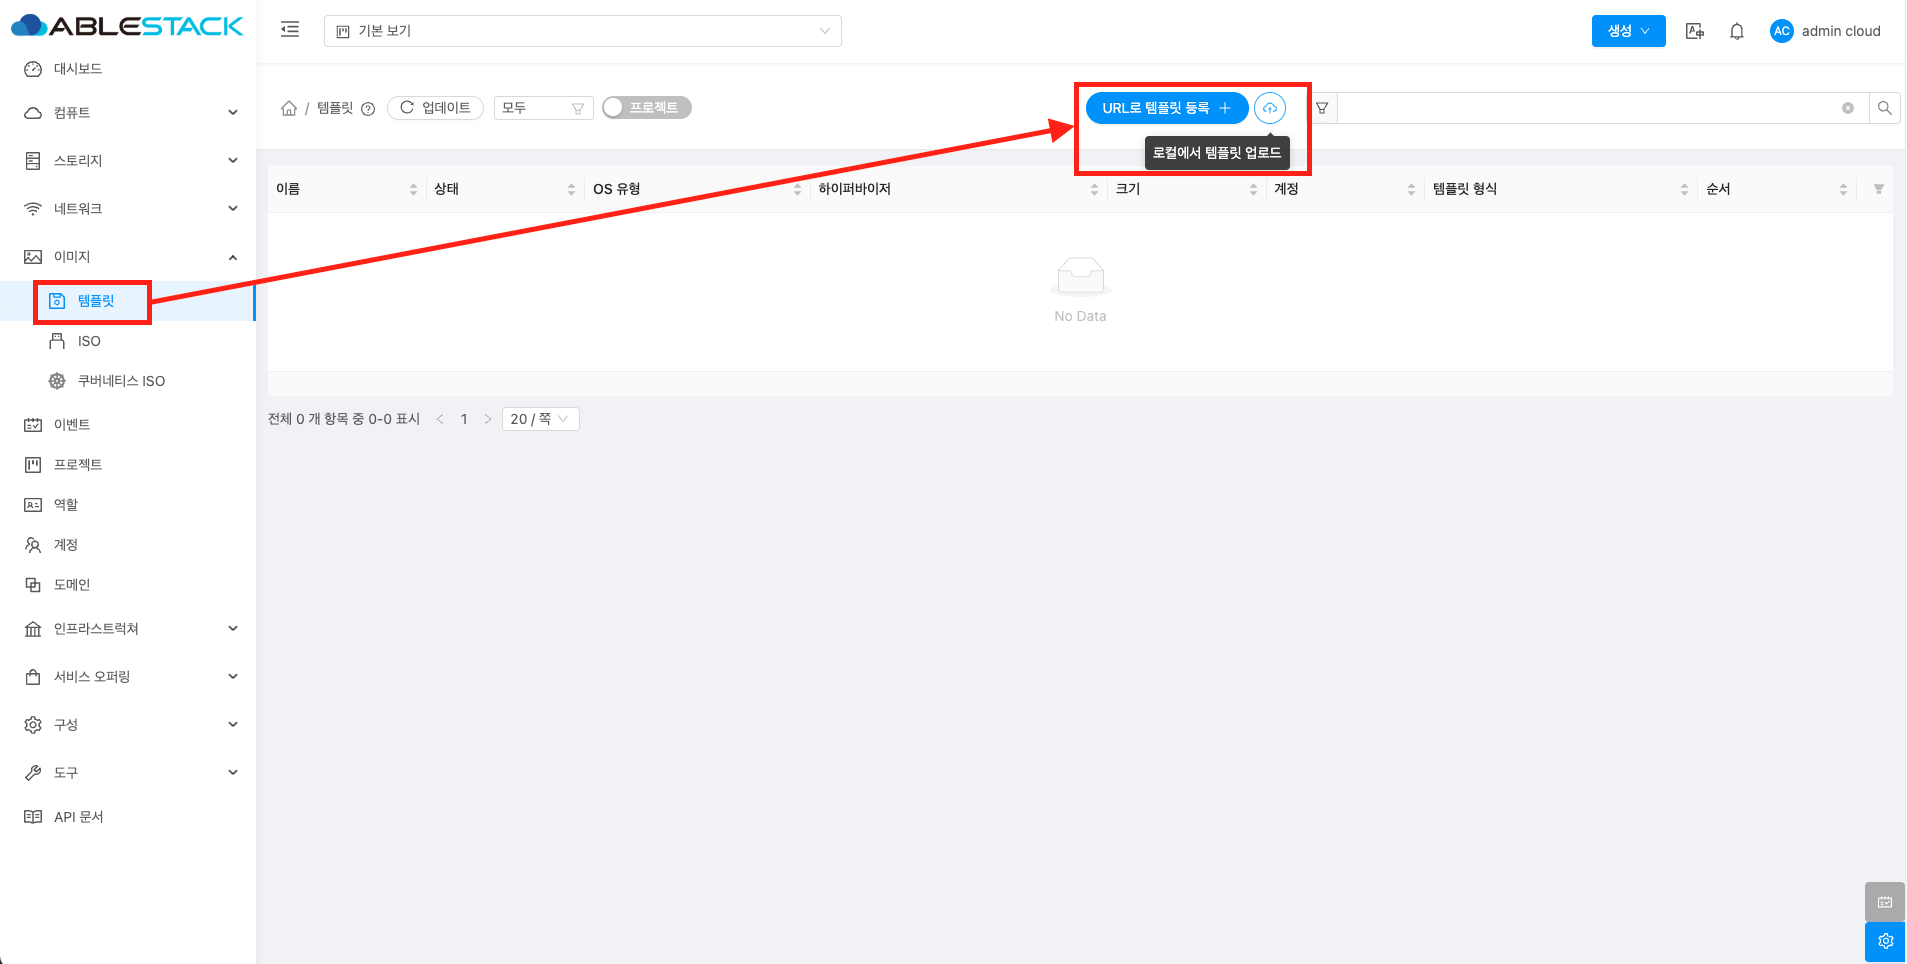 ABLESTACK
기본 보기
생성
AC
admin cloud
대시보드
컴퓨트
스토리지
네트워크
이미지
템플릿
ISO
쿠버네티스 ISO
이벤트
프로젝트
역할
계정
도메인
인프라스트럭쳐
서비스 오퍼링
구성
도구
API 문서
/ 템플릿
업데이트
모두
프로젝트
URL로 템플릿 등록
로컬에서 템플릿 업로드
이름
상태
OS 유형
하이퍼바이저
크기
계정
템플릿 형식
순서
No Data
전체 0 개 항목 중 0-0 표시 < 1 > 20 / 쪽